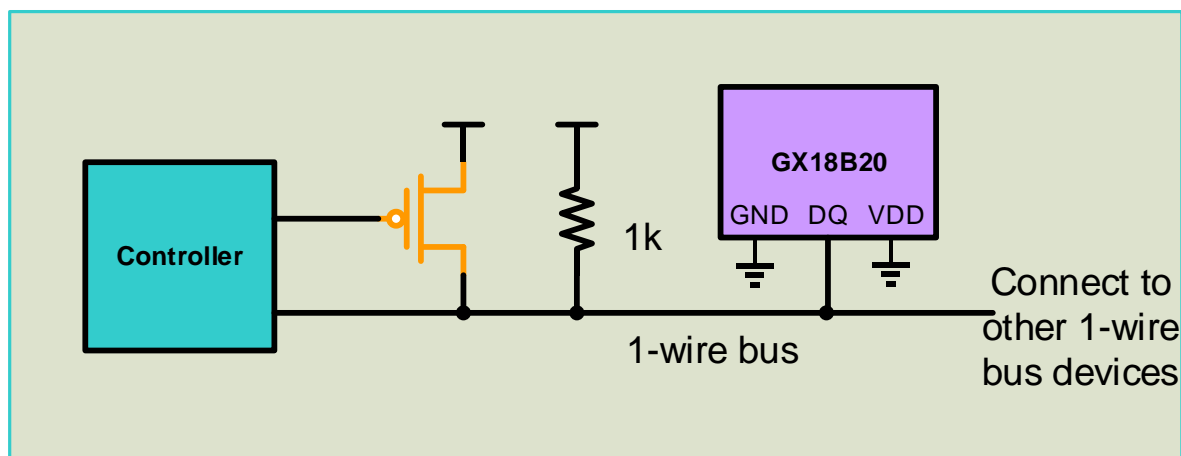 Controller
1k
GX18B20
GND DQ VDD
1-wire bus
Connect to
other 1-wire
bus devices